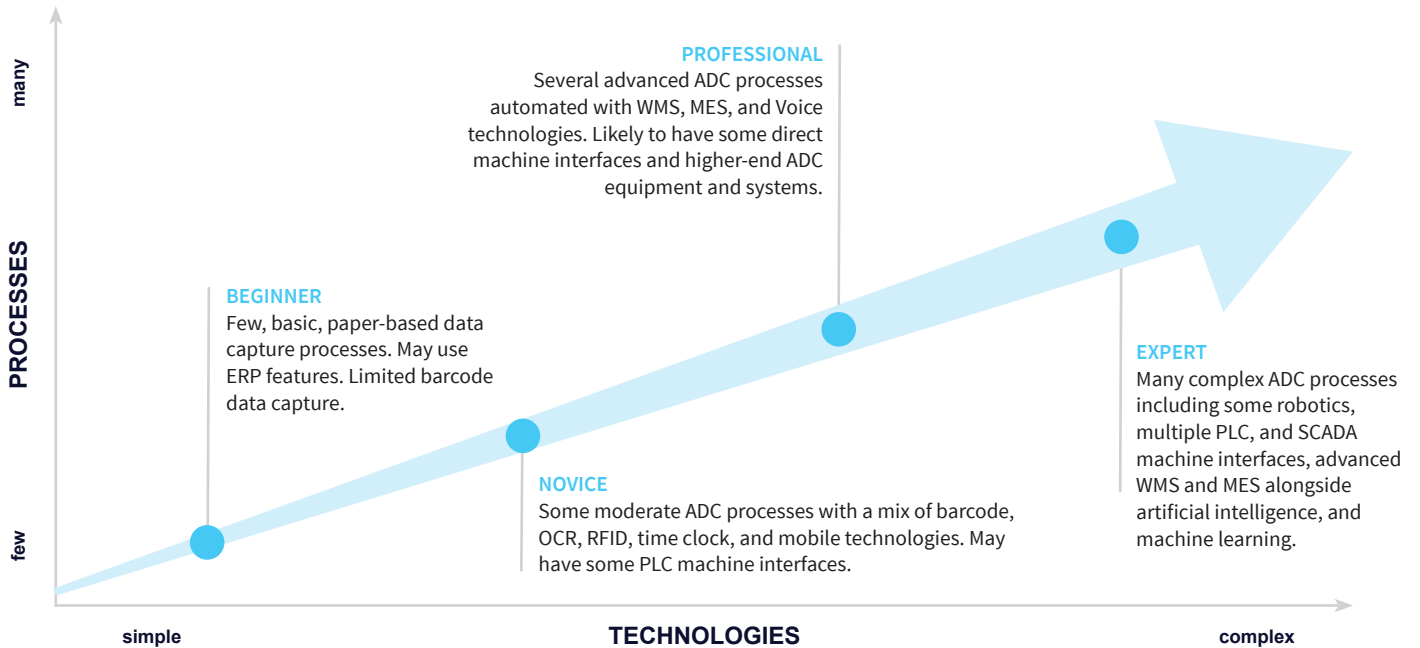 many
PROCESSES
few
PROFESSIONAL
Several advanced ADC processes
automated with WMS, MES, and Voice
technologies. Likely to have some direct
machine interfaces and higher-end ADC
equipment and systems.
BEGINNER
Few, basic, paper-based data
capture processes. May use
ERP features. Limited barcode
data capture.
NOVICE
Some moderate ADC processes with a mix of barcode,
OCR, RFID, time clock, and mobile technologies. May
have some PLC machine interfaces.
EXPERT
Many complex ADC processes
including some robotics,
multiple PLC, and SCADA
machine interfaces, advanced
WMS and MES alongside
artificial intelligence, and
machine learning.
simple
TECHNOLOGIES
complex